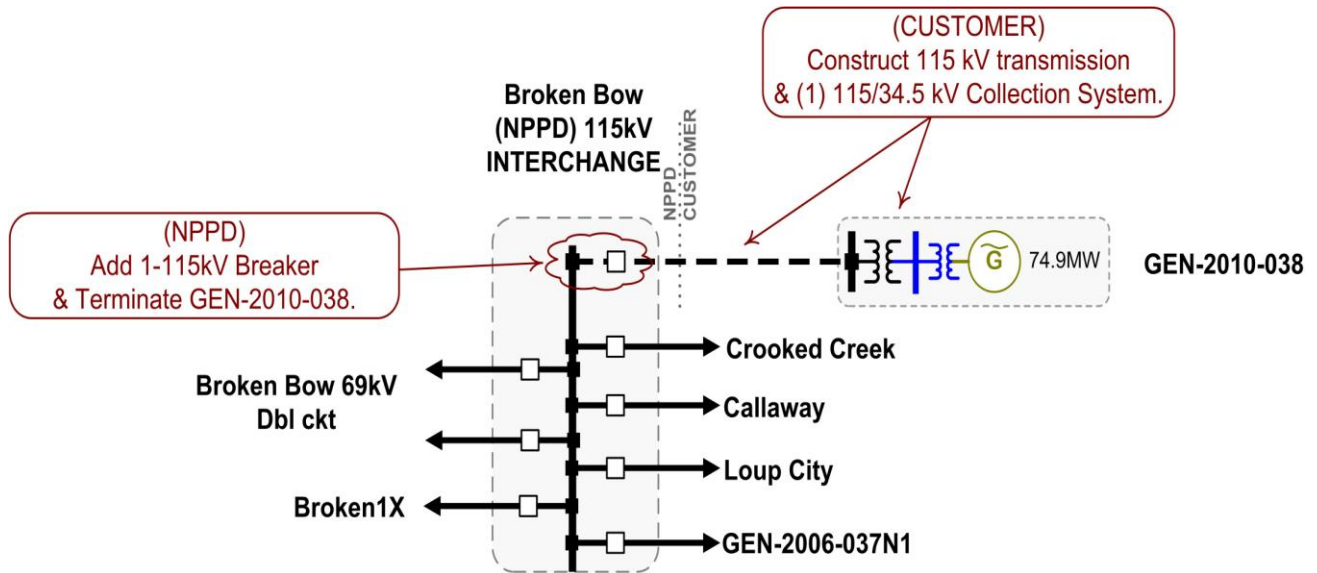 (CUSTOMER)
Construct 115 kV transmission
& (1) 115/34.5 kV Collection System.
Broken Bow
(NPPD) 115kV
INTERCHANGE
NPPD
CUSTOMER
(NPPD)
Add 1-115kV Breaker
& Terminate GEN-2010-038.
G
74.9MW
GEN-2010-038
Crooked Creek
Broken Bow 69kV
Dbl ckt
Callaway
Loup City
Broken1X
GEN-2006-037N1